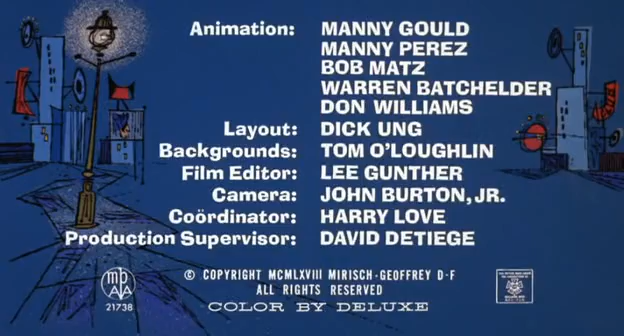 Animation: MANNY GOULD
MANNY PEREZ
BOB MATZ
WARREN BATCHELDER
DON WILLIAMS
Layout: DICK UNG
Backgrounds: TOM O'LOUGHLIN
Film Editor: LEE GUNTHER
Camera: JOHN BURTON, JR.
Coördinator: HARRY LOVE
Production Supervisor: DAVID DETIEGE
© COPYRIGHT MCMLXVIII MIRISCH-GEOFFREY D-F
ALL RIGHTS RESERVED
COLOR BY DELUXE
21738